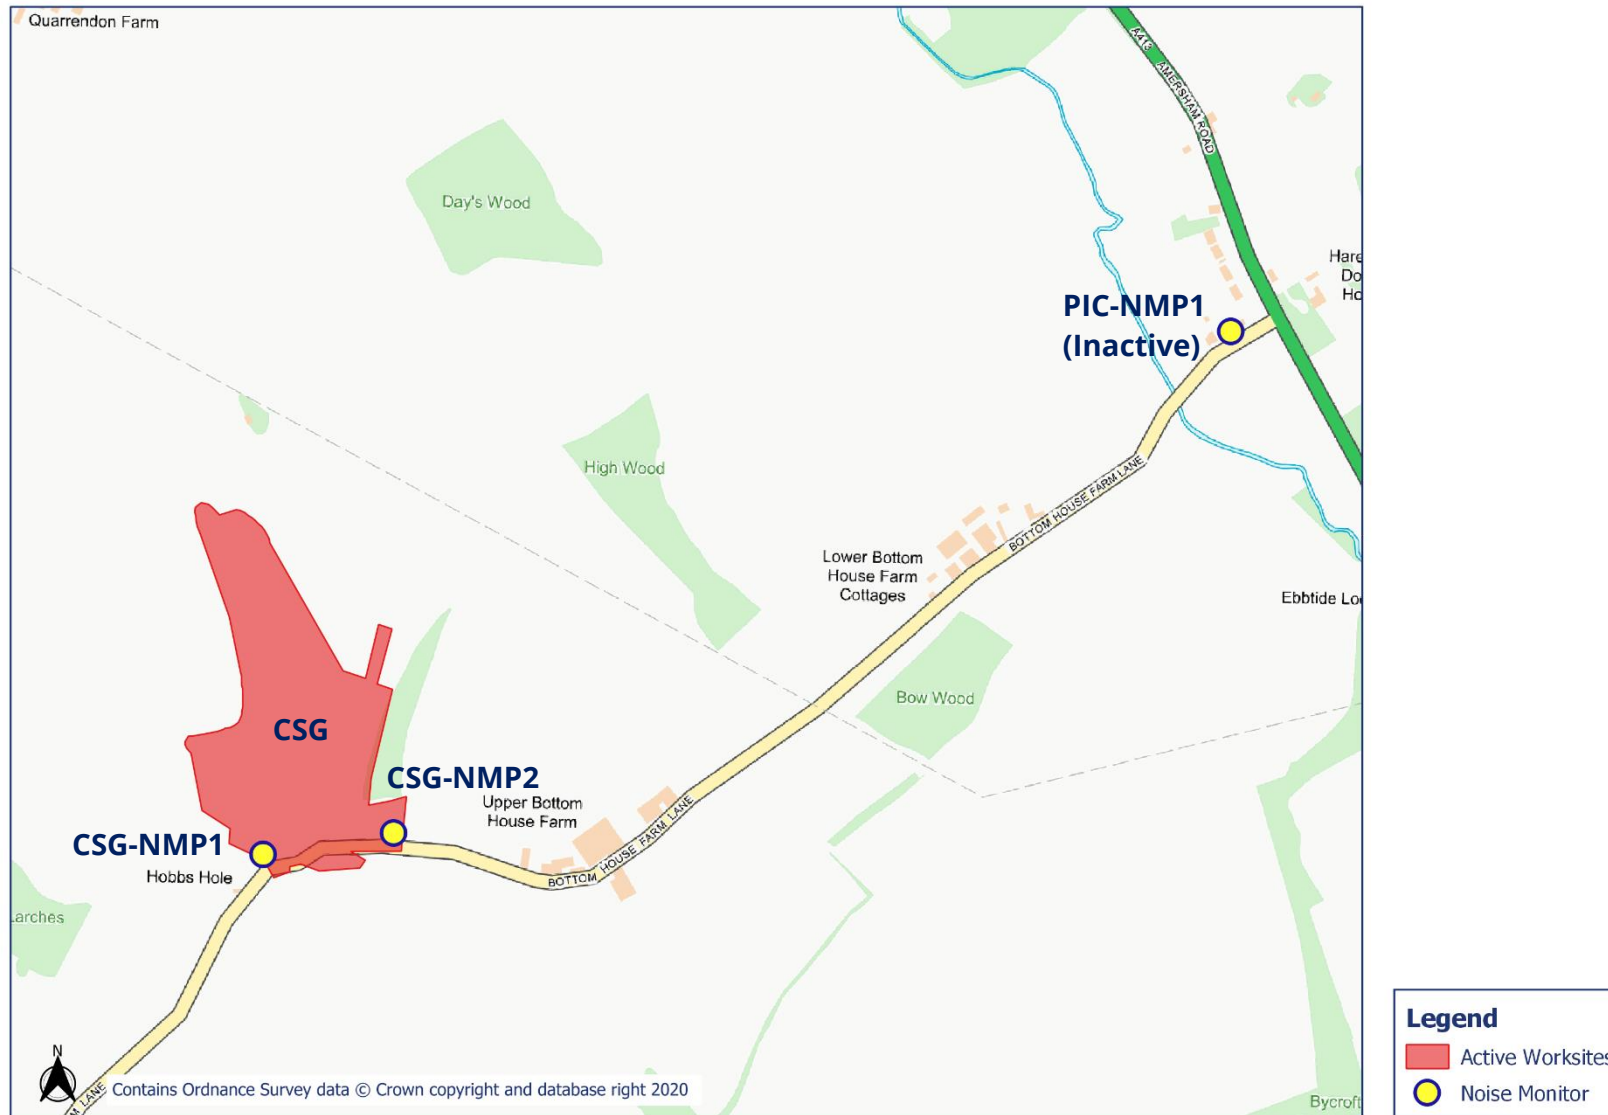 Quarrendon Farm
A413
AMERSHAM ROAD
Day's Wood
Hare
Do
Ho
PIC-NMP1
(Inactive)
High Wood
BOTTOM HOUSE FARM LANE
Lower Bottom
House Farm
Cottages
Ebbtide Lo
Bow Wood
CSG
CSG-NMP2
Upper Bottom
House Farm
CSG-NMP1
Hobbs Hole
BOTTOM HOUSE FARM LANE
arches
N
M LANE
Contains Ordnance Survey data © Crown copyright and database right 2020
Bycroft
Legend
Active Worksites
Noise Monitor